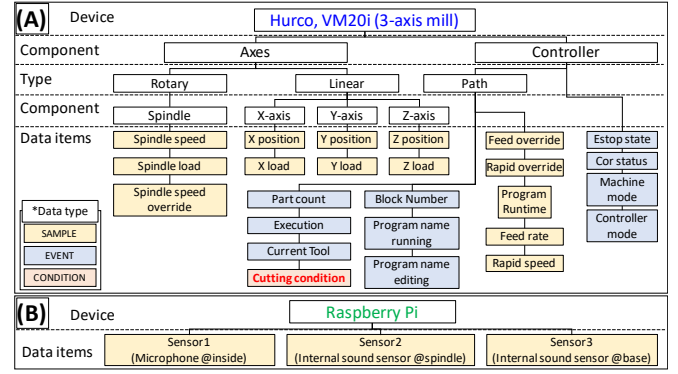 (A) Device Hurco, VM20i (3-axis mill)
Component Axes Controller
Type Rotary Linear Path
Component Spindle X-axis Y-axis Z-axis
Data items Spindle speed X position Y position Z position Feed override Estop state
Spindle load X load Y load Z load Rapid override Cor status
Spindle speed
override
Part count Block Number Program
Runtime Machine
mode
*Data type
SAMPLE
EVENT
CONDITION
Execution Program name
running Feed rate Controller
mode
Current Tool Rapid speed
Cutting condition Program name
editing
(B) Device Raspberry Pi
Data items Sensor1 Sensor2 Sensor3
(Microphone @inside) (Internal sound sensor @spindle) (Internal sound sensor @base)